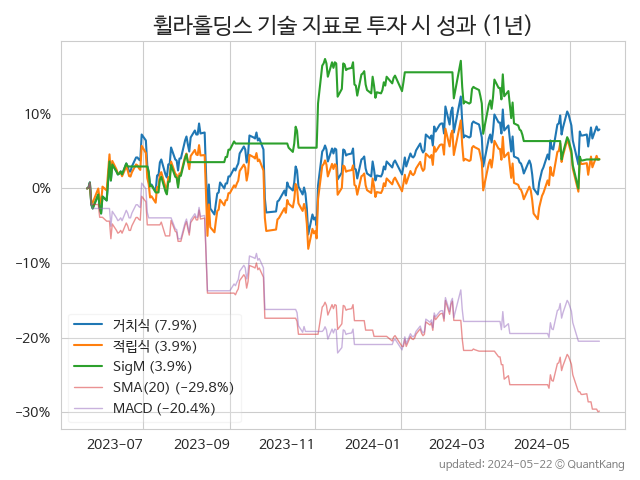 휠라홀딩스 기술 지표로 투자 시 성과 (1년)
10%
0%
−10%
−20%
−30%
거치식 (7.9%)
적립식 (3.9%)
SigM (3.9%)
SMA(20) (−29.8%)
MACD (−20.4%)
2023−07
2023−09
2023−11
2024−01
2024−03
2024−05
updated: 2024−05−22 © QuantKang